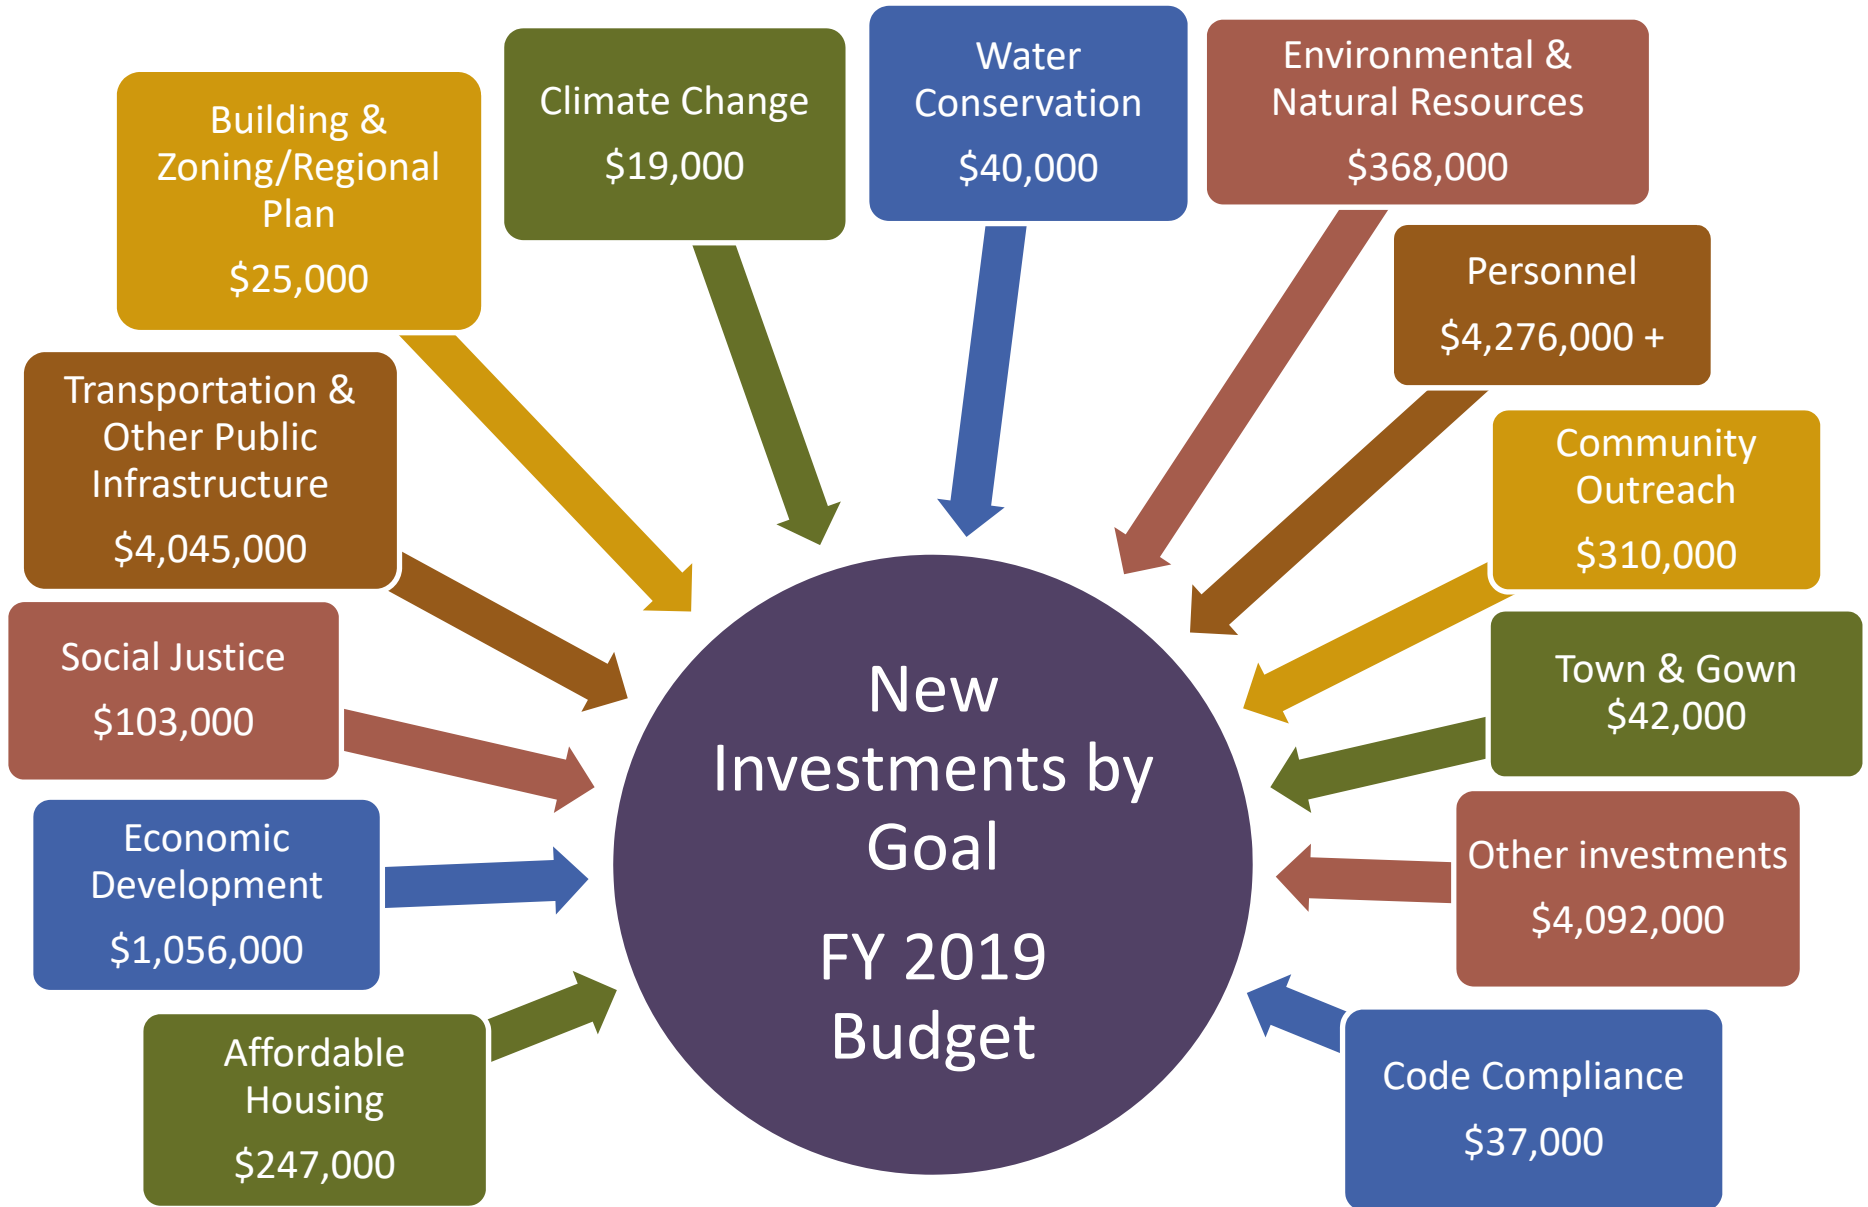 Building &
Zoning/Regional
Plan
$25,000
Climate Change
$19,000
Water
Conservation
$40,000
Environmental &
Natural Resources
$368,000
Personnel
$4,276,000 +
Transportation &
Other Public
Infrastructure
$4,045,000
Community
Outreach
$310,000
Social Justice
$103,000
Town & Gown
$42,000
Economic
Development
$1,056,000
Other investments
$4,092,000
Affordable
Housing
$247,000
Code Compliance
$37,000
New
Investments by
Goal
FY 2019
Budget